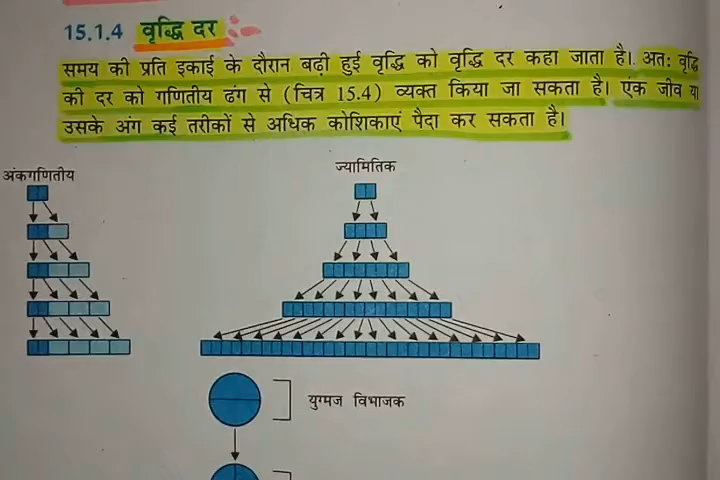 15.1.4 वृद्धि दर
समय की प्रति इकाई के दौरान बढ़ी हुई वृद्धि को वृद्धि दर कहा जाता है। अतः वृद्धि
की दर को गणितीय ढंग से (चित्र 15.4) व्यक्त किया जा सकता है। एक जीव या
उसके अंग कई तरीकों से अधिक कोशिकाएं पैदा कर सकता है।
अंकगणितीय
ज्यामितिक
युग्मज विभाजक